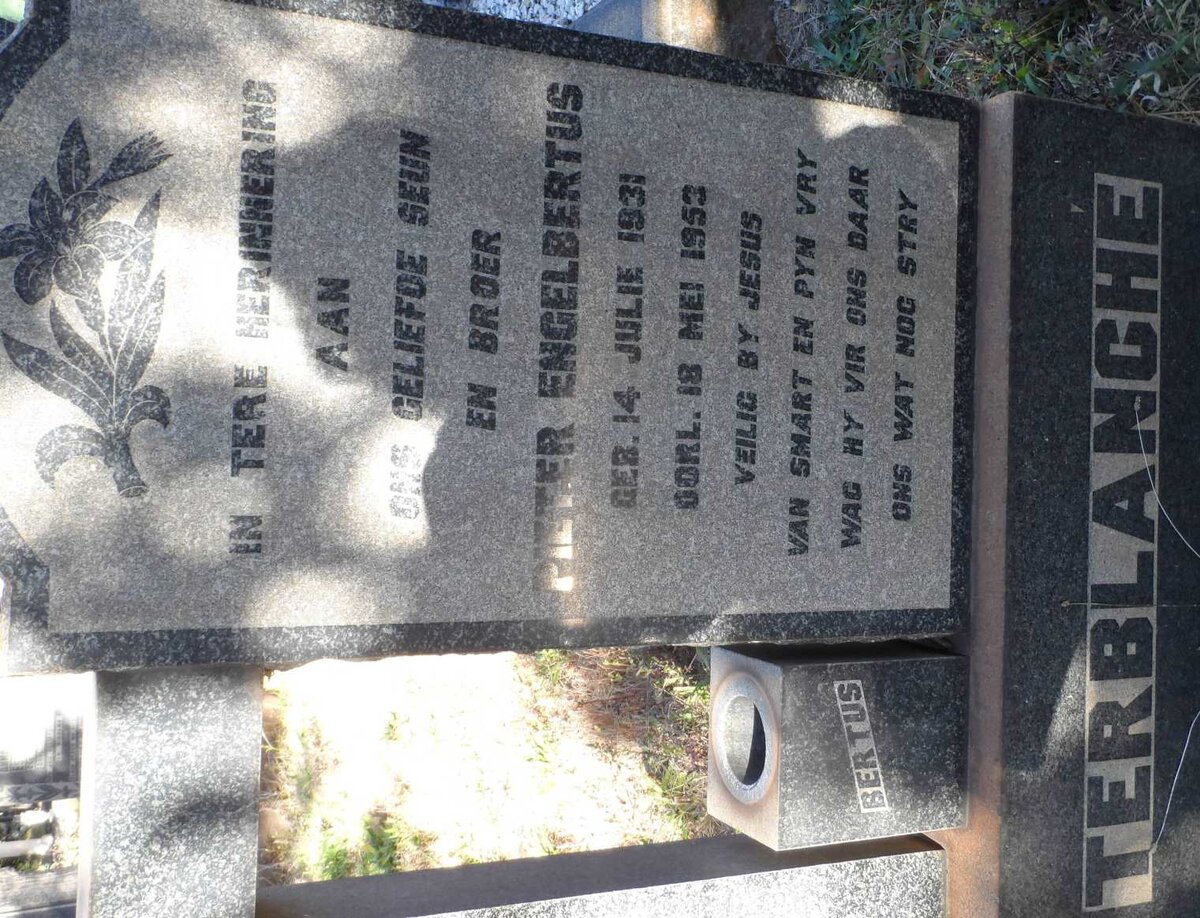 IN TERE HERINNERING
AAN
ONS GELIEFDE SEUN
EN BROER
PIETER ENGELBERTUS
GEB. 14 JULIE 1931
OORL. 18 MEI 1953
VEILIG BY JESUS
VAN SMART EN PYN VRY
WAG HY VIR ONS DAAR
ONS WAT NOG STRY
BERTUS
TERBLANCHE